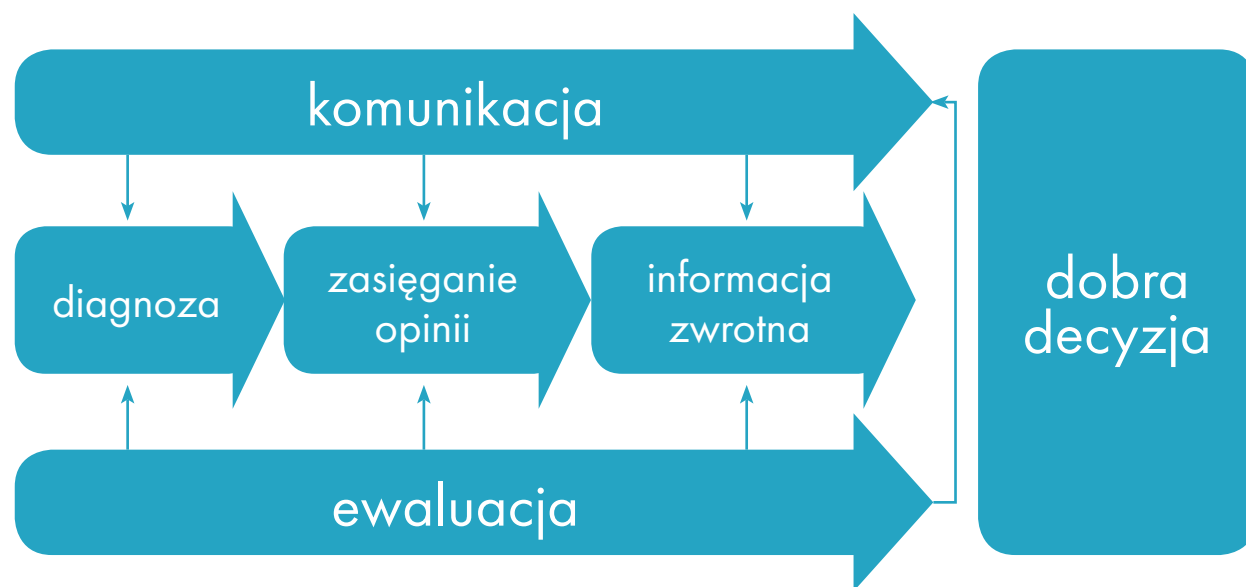 komunikacja
diagnoza
zasięganie
opinii
informacja
zwrotna
dobra
decyzja
ewaluacja